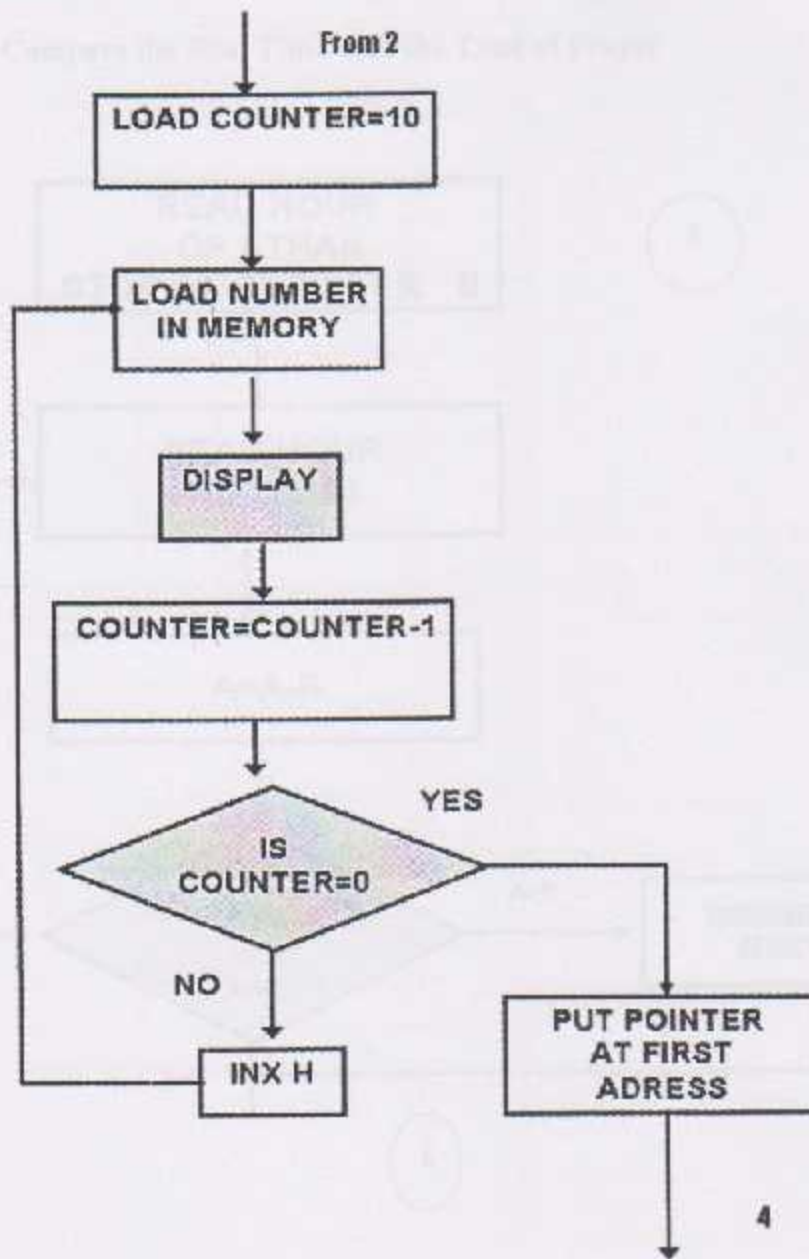 From 2
LOAD COUNTER=10
LOAD NUMBER
IN MEMORY
DISPLAY
COUNTER=COUNTER-1
YES
IS
COUNTER=0
NO
INX H
PUT POINTER
AT FIRST
ADRESS
4